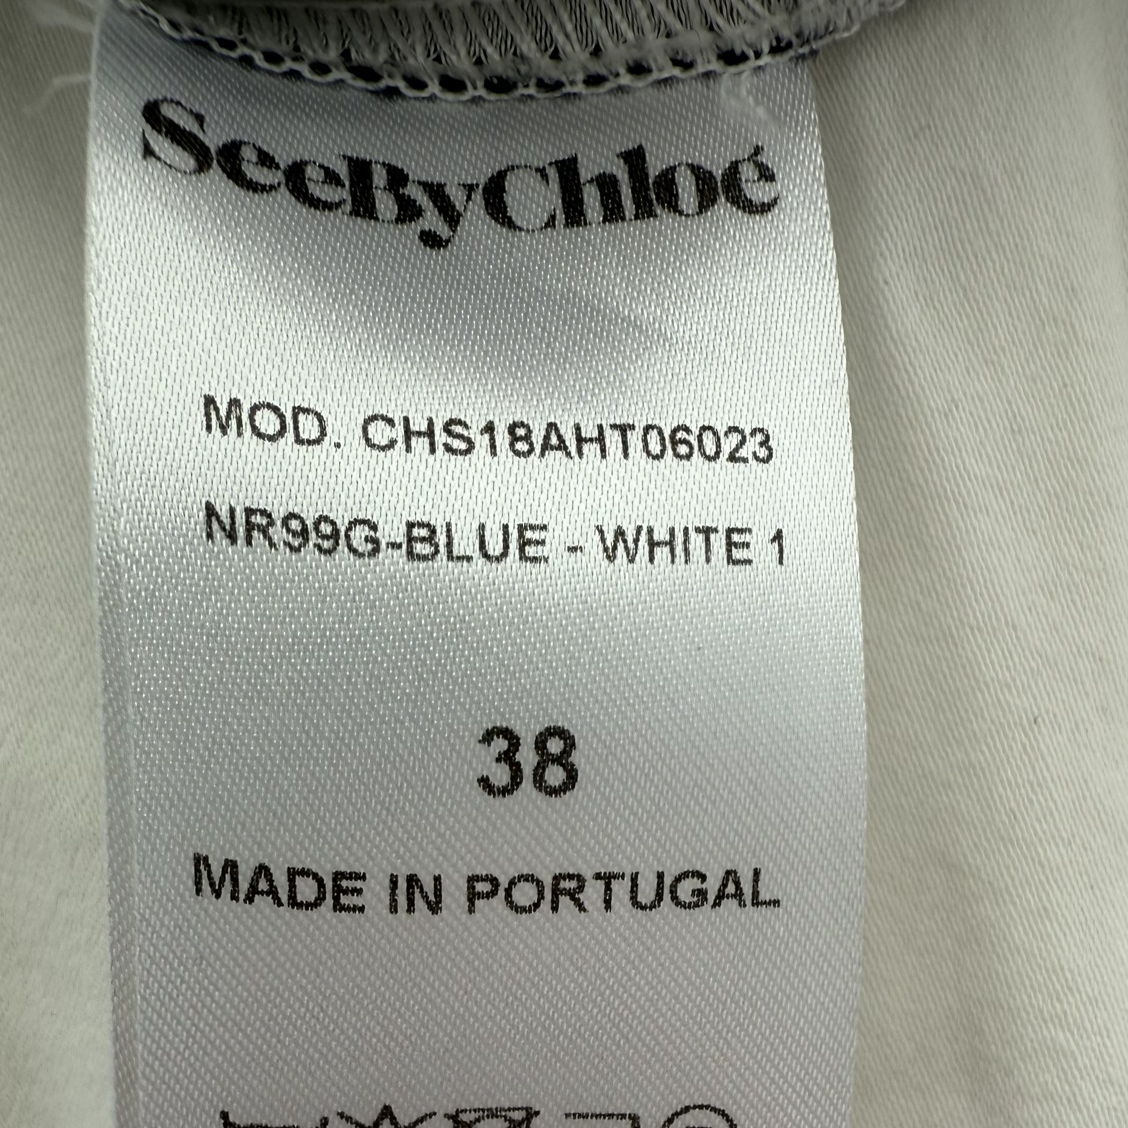 SeeByChloé
MOD. CHS18AHT06023
NR99G-BLUE - WHITE 1
38
MADE IN PORTUGAL